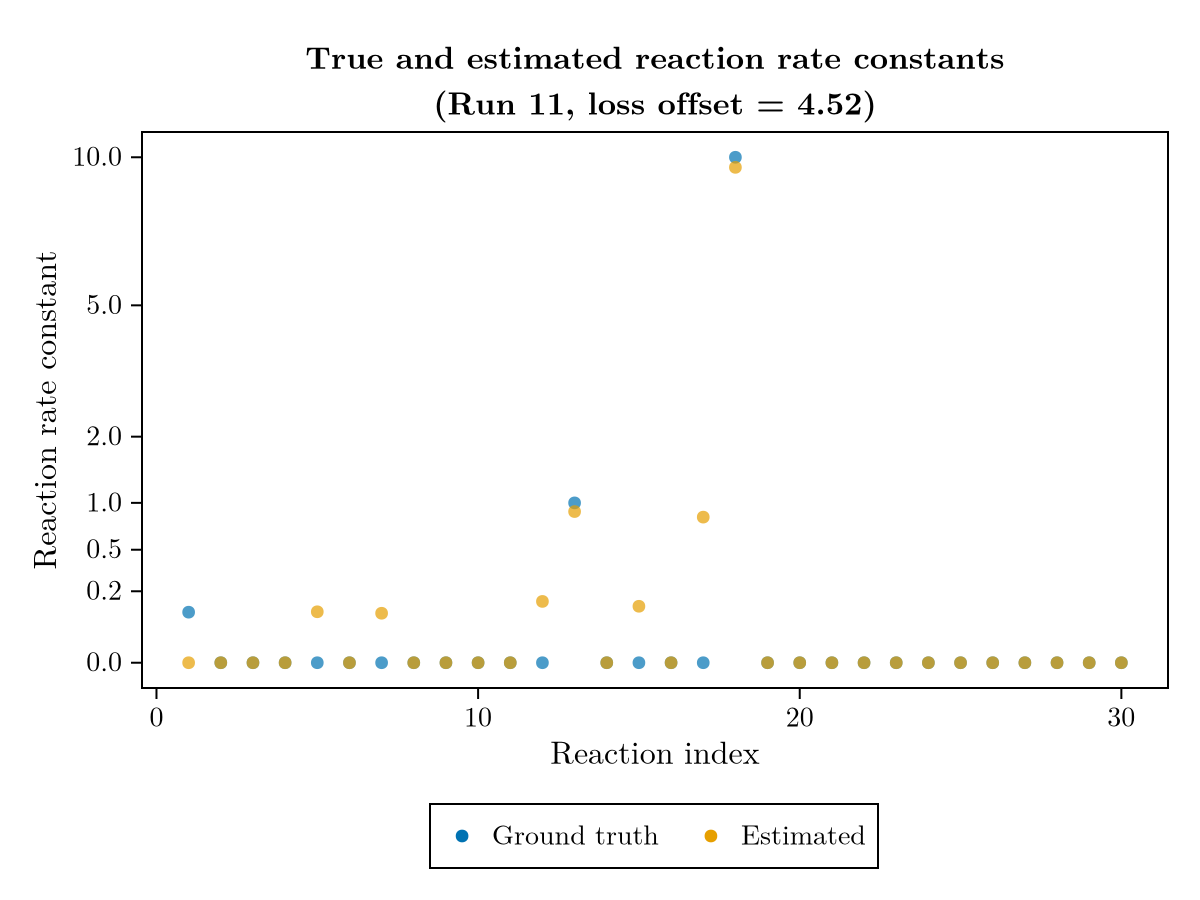 True and estimated reaction rate constants
(Run 11, loss offset = 4.52)
Reaction rate constant
10.0
5.0
2.0
1.0
0.5
0.2
0.0
0 10 20 30
Reaction index
Ground truth Estimated